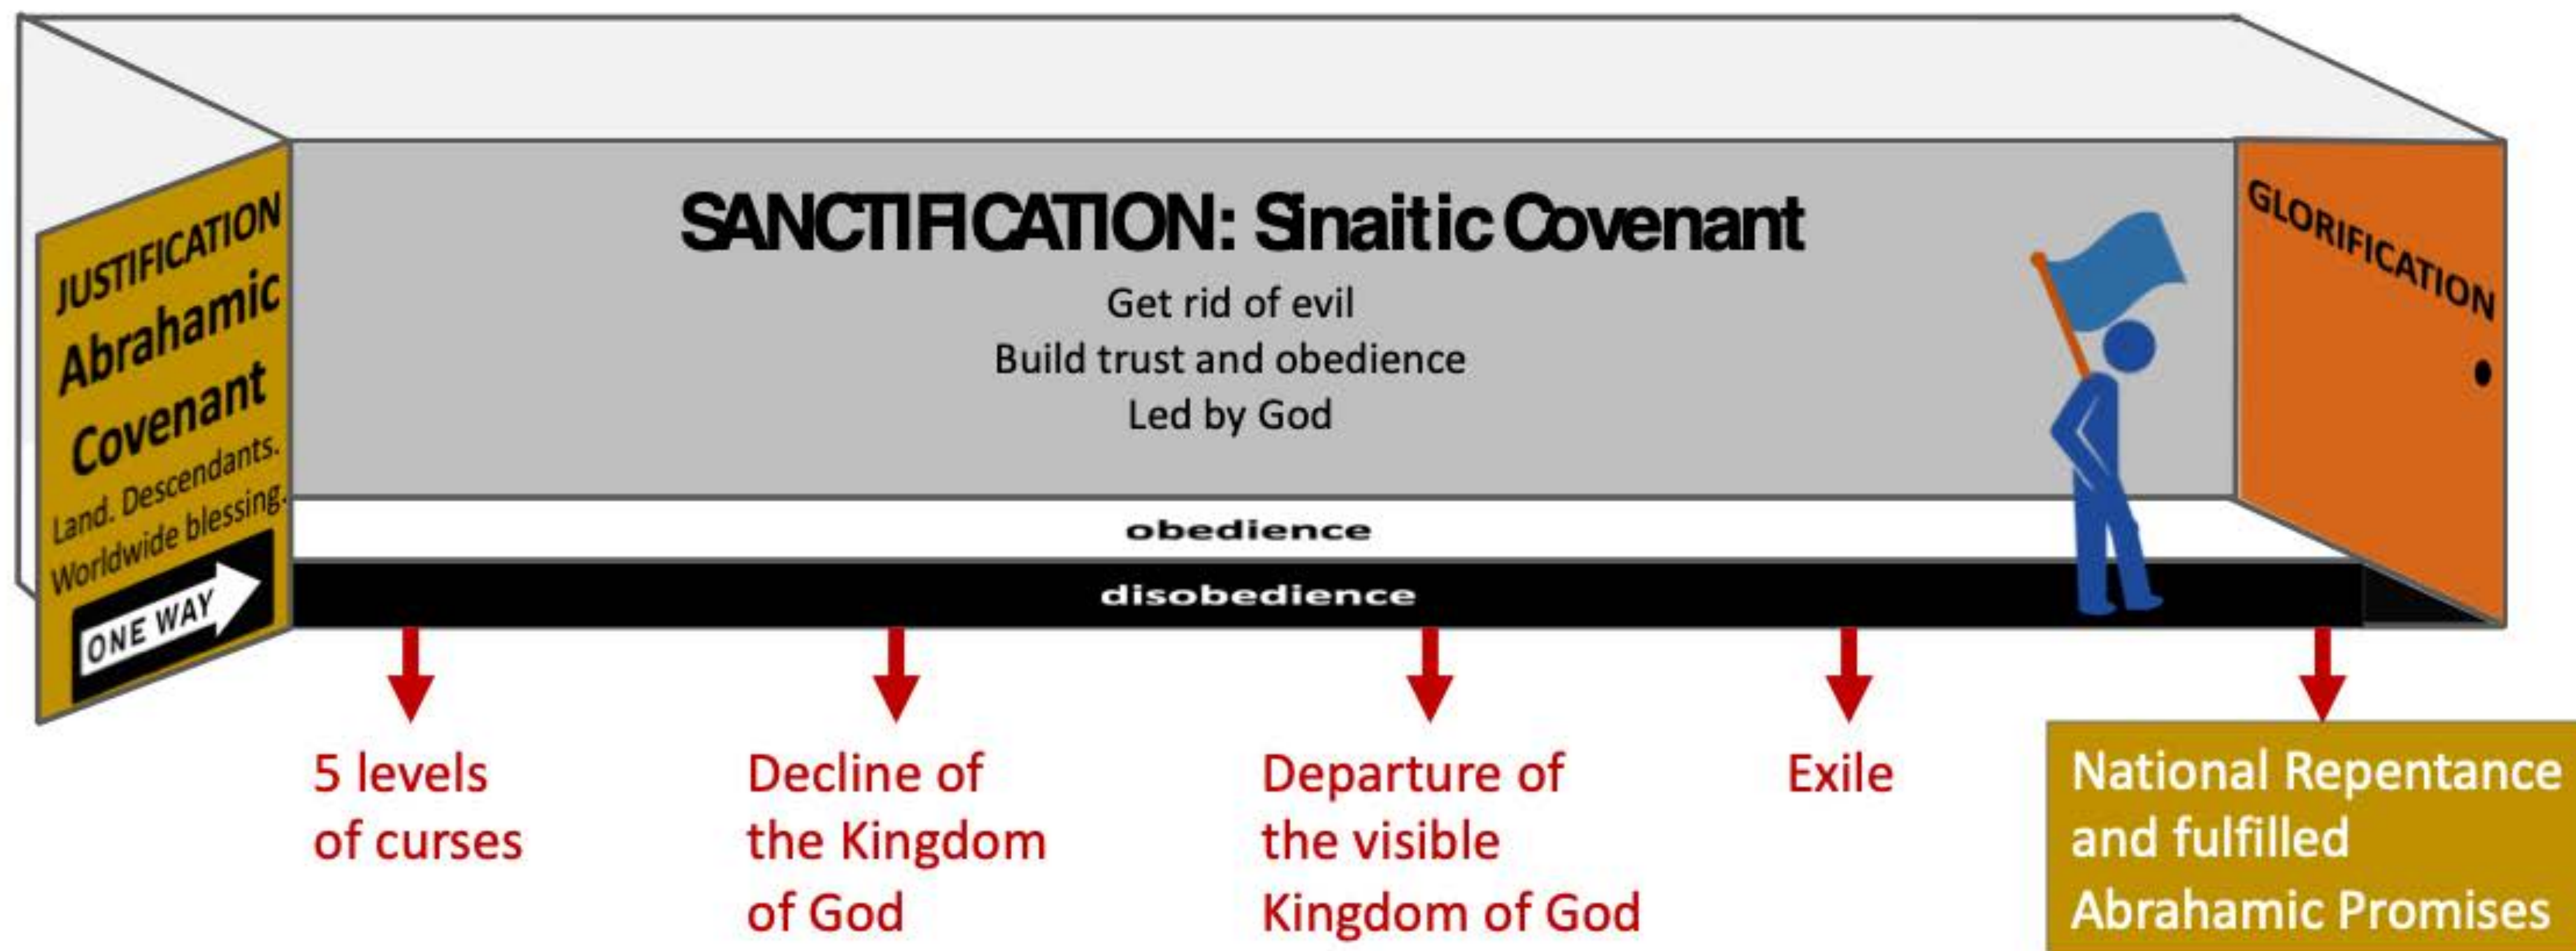 JUSTIFICATION
Abrahamic
Covenant
Land. Descendants.
Worldwide blessing.
ONE WAY
SANCTIFICATION: Sinaitic Covenant
Get rid of evil
Build trust and obedience
Led by God
GLORIFICATION
obedience
disobedience
5 levels
of curses
Decline of
the Kingdom
of God
Departure of
the visible
Kingdom of God
Exile
National Repentance
and fulfilled
Abrahamic Promises